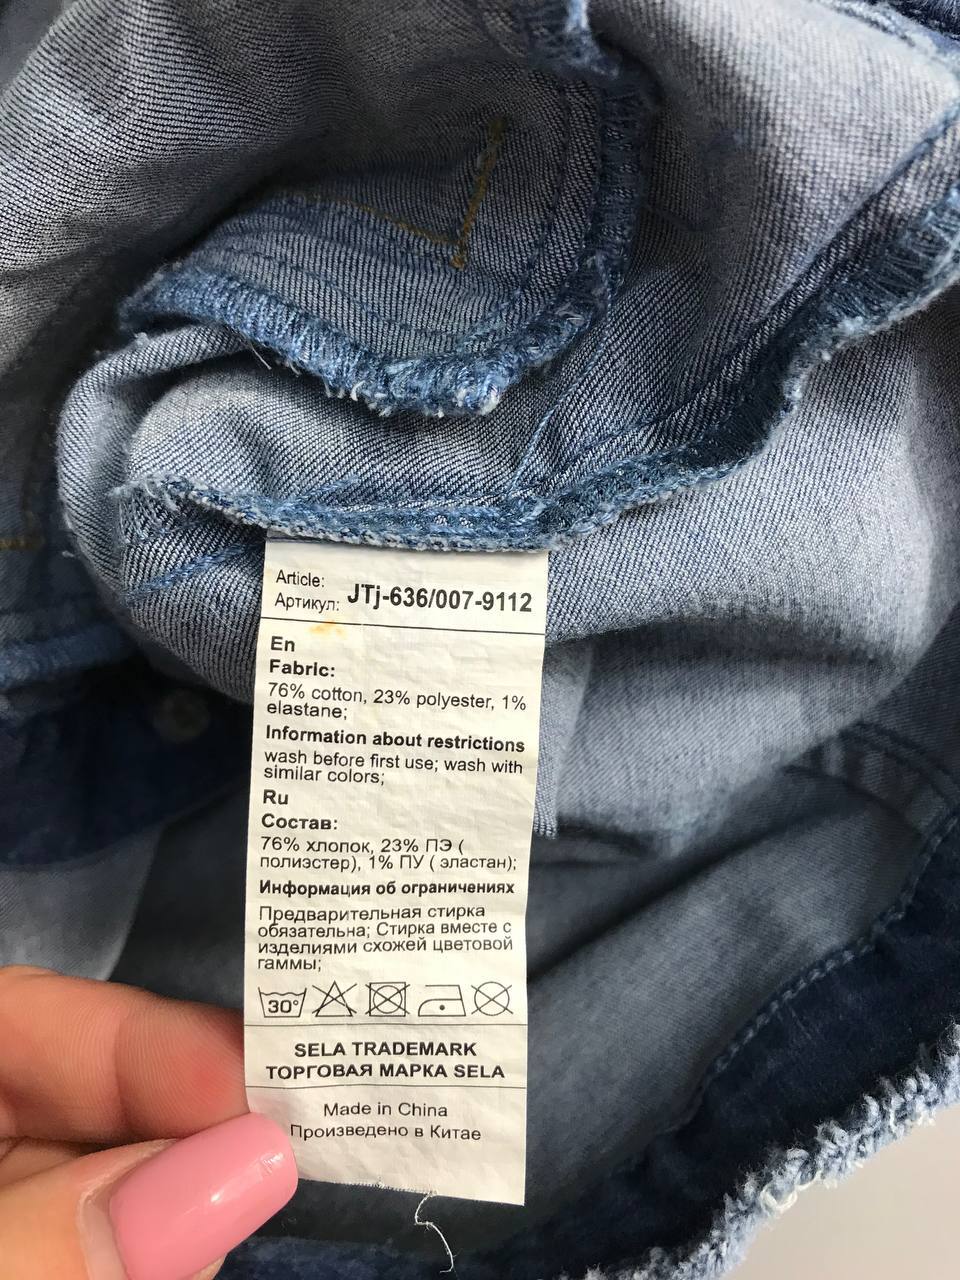 Article:
Артикул: JTj-636/007-9112
En
Fabric:
76% cotton, 23% polyester, 1%
elastane;
Information about restrictions
wash before first use; wash with
similar colors;
Ru
Состав:
76% хлопок, 23% ПЭ (
полиэстер), 1% ПУ ( эластан);
Информация об ограничениях
Предварительная стирка
обязательна; Стирка вместе с
изделиями схожей цветовой
гаммы;
30°
SELA TRADEMARK
ТОРГОВАЯ МАРКА SELA
Made in China
Произведено в Китае